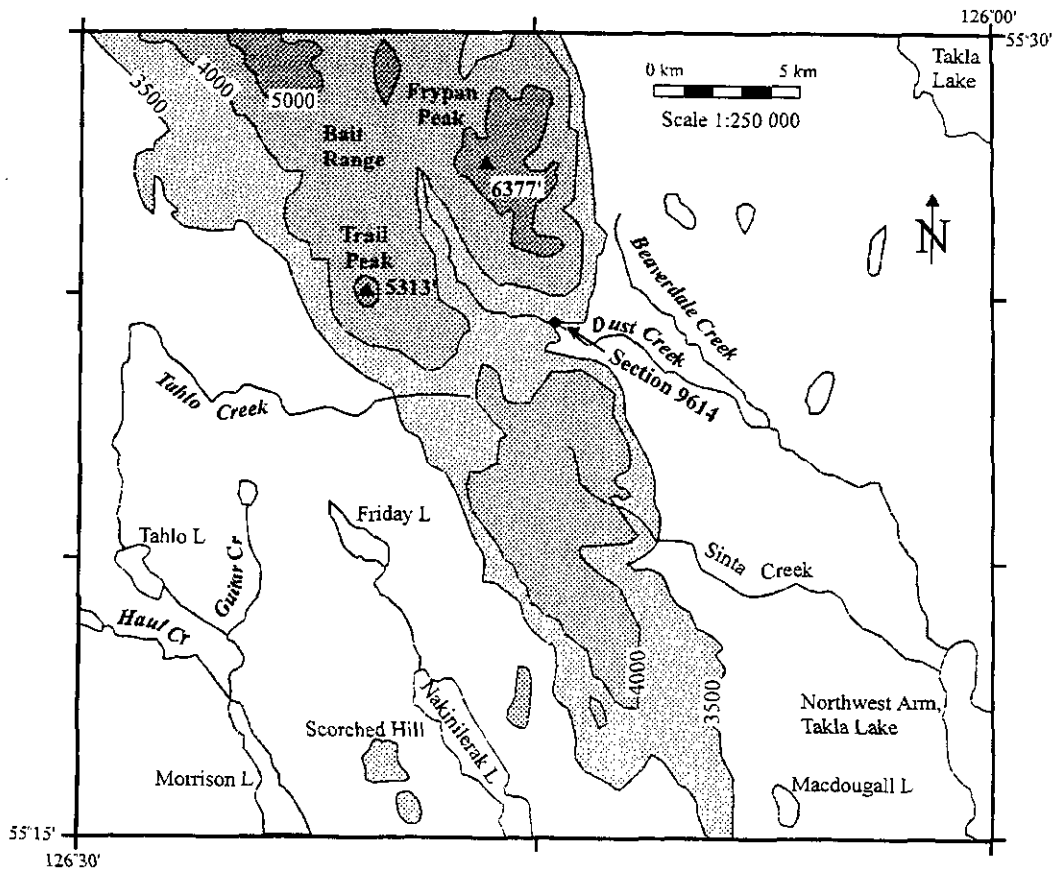 126°00'
55°30'
Takla
Lake
0 km
5 km
Scale 1:250 000
3500
4000
5000
Frypan
Peak
Bait
Range
6377'
N
Trail
Peak
5313'
Beaverdale Creek
Dust Creek
Section 9614
Tahlo Creek
Friday L
Tahlo L
Guitar Cr
Sinta Creek
Haul Cr
4000
3500
Nakinilerak L
Northwest Arm,
Takla Lake
Scorched Hill
Morrison L
Macdougall L
55°15'
126°30'